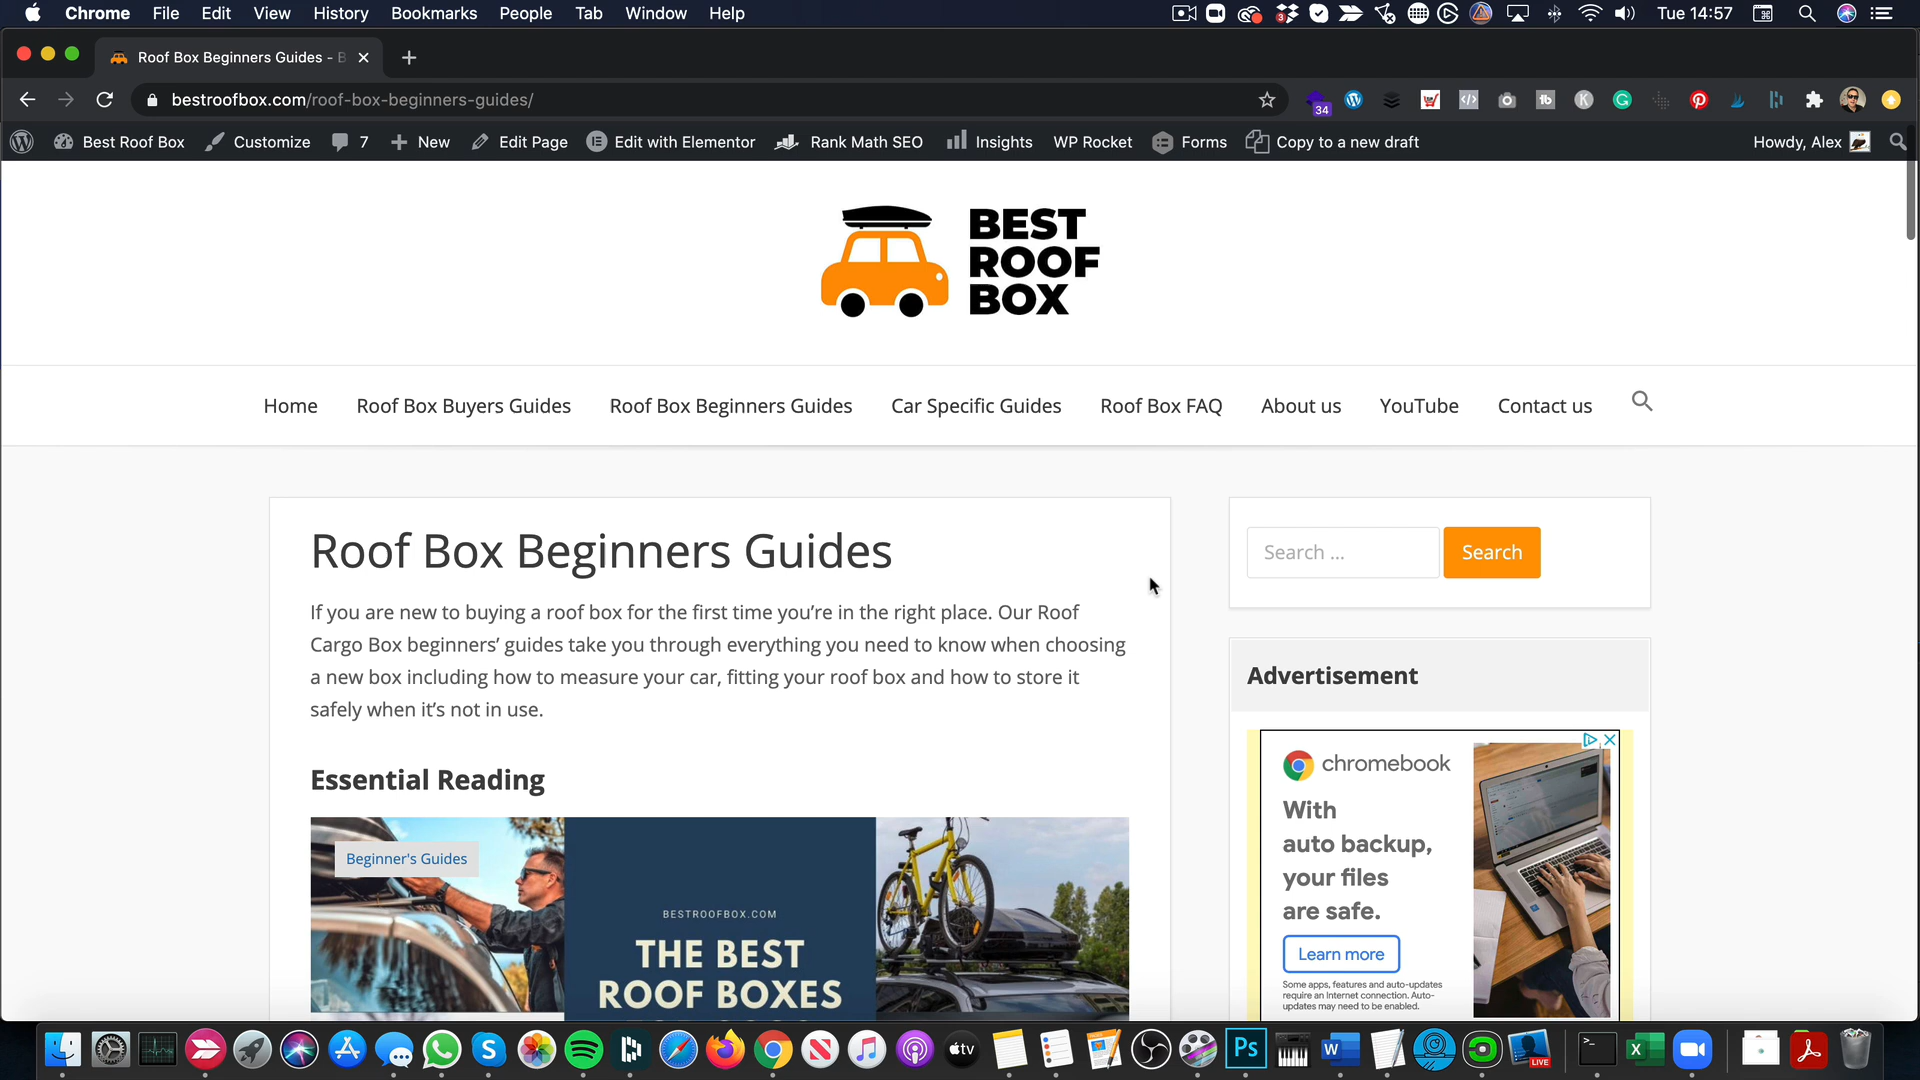 Chrome File Edit View History Bookmarks People Tab Window Help 3 Tue 14:57
Roof Box Beginners Guides - B
bestroofbox.com/roof-box-beginners-guides/ 34
Best Roof Box Customize 7 New Edit Page Edit with Elementor Rank Math SEO Insights WP Rocket Forms Copy to a new draft Howdy, Alex
BEST
ROOF
BOX
Home Roof Box Buyers Guides Roof Box Beginners Guides Car Specific Guides Roof Box FAQ About us YouTube Contact us
Roof Box Beginners Guides
If you are new to buying a roof box for the first time you’re in the right place. Our Roof
Cargo Box beginners’ guides take you through everything you need to know when choosing
a new box including how to measure your car, fitting your roof box and how to store it
safely when it’s not in use.
Essential Reading
Beginner's Guides
BESTROOFBOX.COM
THE BEST
ROOF BOXES
Search ... Search
Advertisement
chromebook
With
auto backup,
your files
are safe.
Learn more
Some apps, features and auto-updates
require an Internet connection. Auto-
updates may need to be enabled.
tv Ps W LIVE X